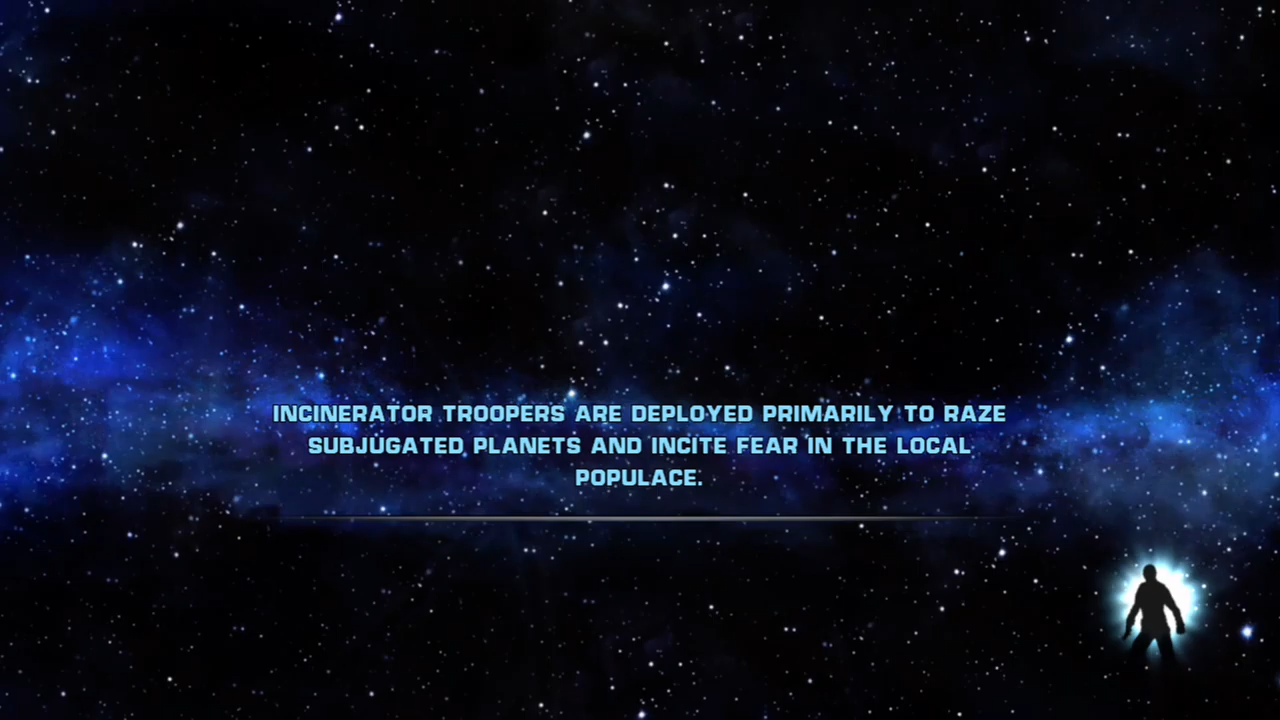 INCINERATOR TROOPERS ARE DEPLOYED PRIMARILY TO RAZE
SUBJUGATED PLANETS AND INCITE FEAR IN THE LOCAL
POPULACE.